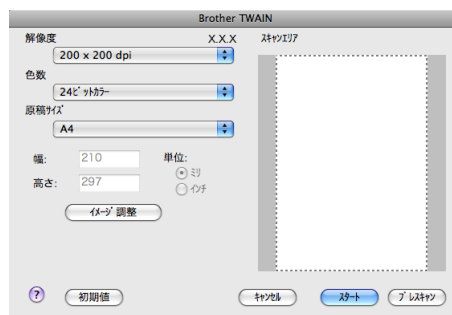 Brother TWAIN
解像度 X.X.X
200 x 200 dpi
色数
24ﾋﾞｯﾄｶﾗｰ
原稿ｻｲｽﾞ
A4
幅: 210
高さ: 297
単位:
ﾐﾘ
ｲﾝﾁ
ｲﾒｰｼﾞ調整
ｽｷｬﾝｴﾘｱ
? 初期値 ｷｬﾝｾﾙ ｽﾀｰﾄ ﾌﾟﾚｽｷｬﾝ